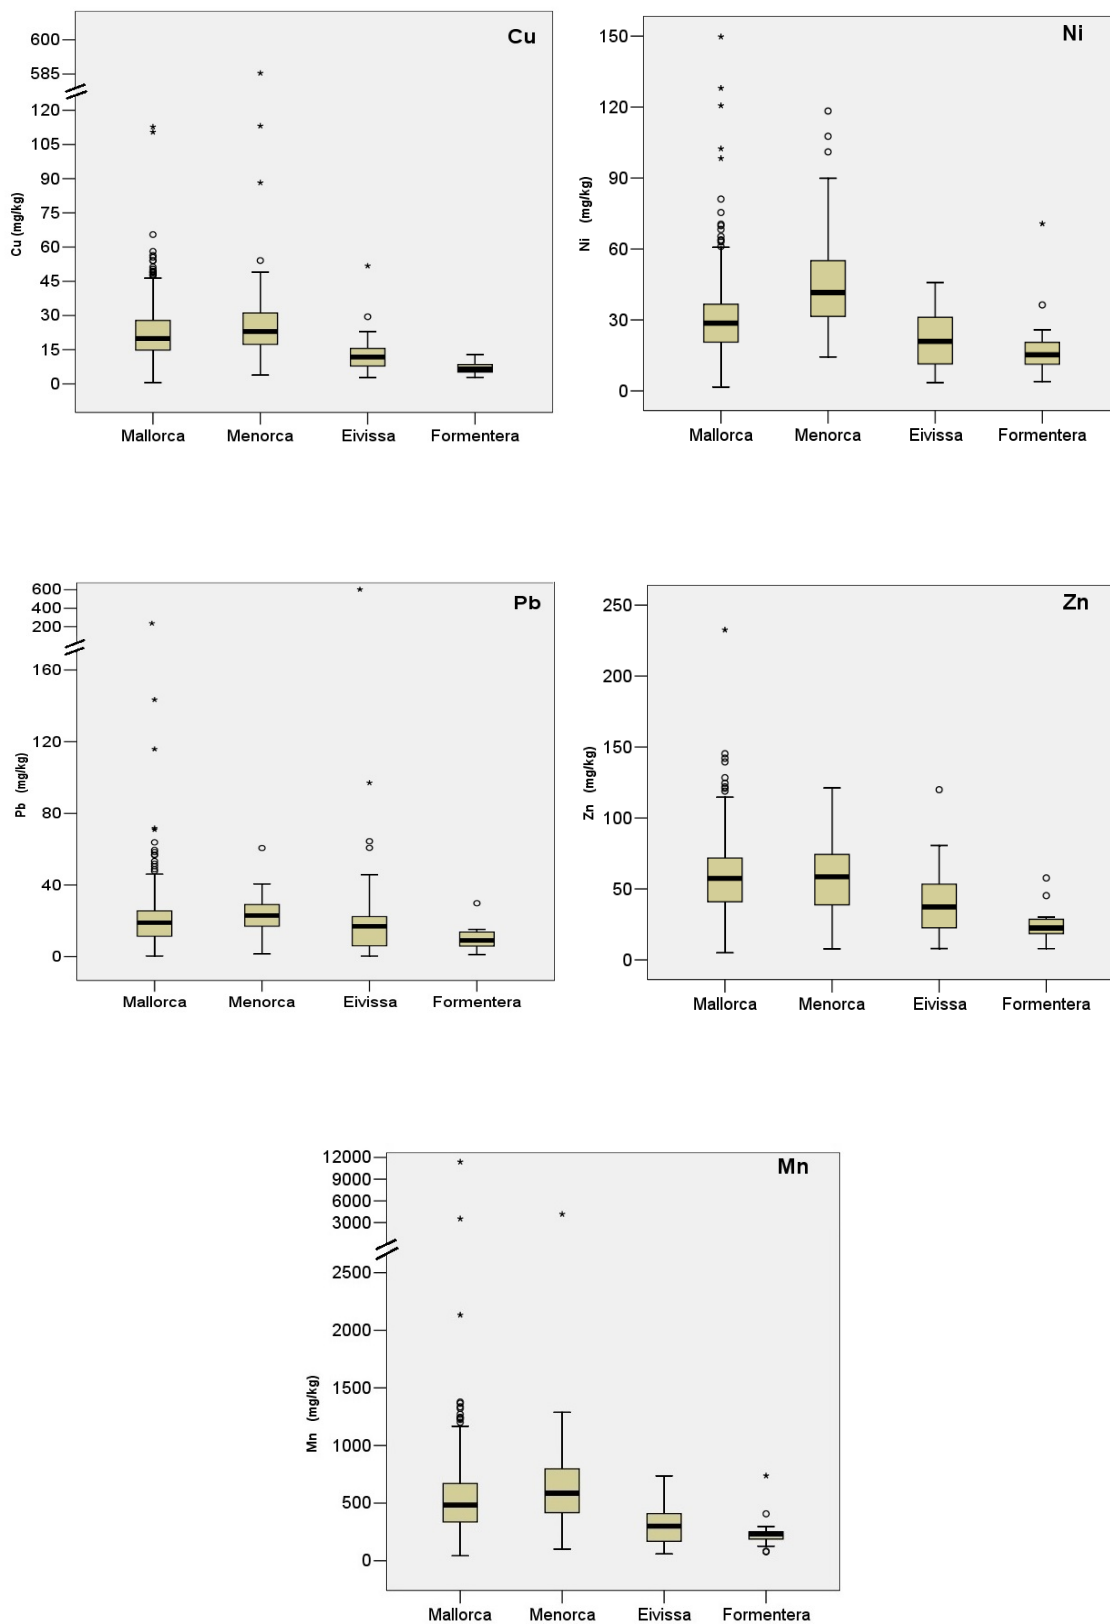 Cu
600
585
120
105
90
75
60
45
30
15
0
Cu (mg/kg)
Mallorca Menorca Eivissa Formentera
Ni
150
120
90
60
30
0
Ni (mg/kg)
Mallorca Menorca Eivissa Formentera
Pb
600
400
200
160
120
80
40
0
Pb (mg/kg)
Mallorca Menorca Eivissa Formentera
Zn
250
200
150
100
50
0
Zn (mg/kg)
Mallorca Menorca Eivissa Formentera
Mn
12000
9000
6000
3000
2500
2000
1500
1000
500
0
Mn (mg/kg)
Mallorca Menorca Eivissa Formentera